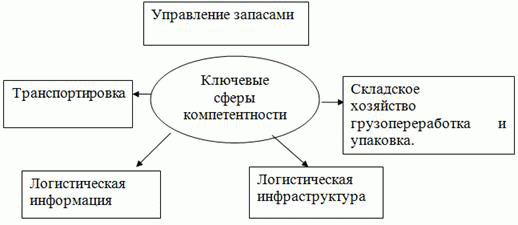 Управление запасами
Транспортировка
Ключевые
сферы
компетентности
Складское
хозяйство
грузопереработка и
упаковка.
Логистическая
информация
Логистическая
инфраструктура